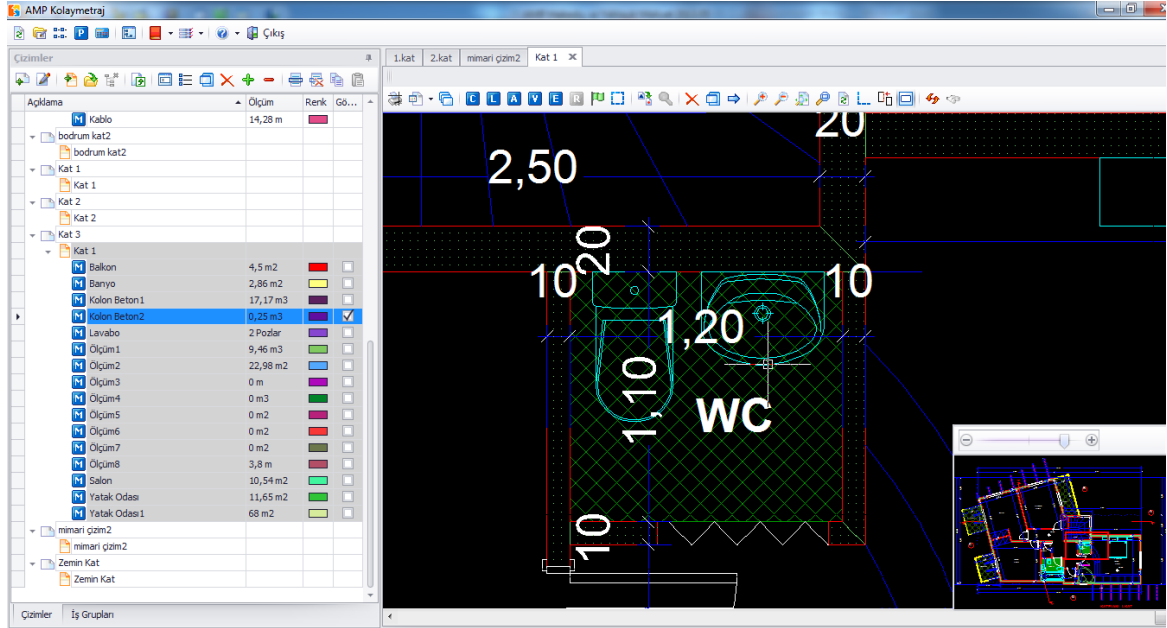 AMP Kolaymetraj
P
Çıkış
Çizimler
1.kat 2.kat mimari çizim2 Kat 1
C L A V E R P
Açıklama Ölçüm Renk Gö...
M Kablo 14,28 m
bodrum kat2
bodrum kat2
Kat 1
Kat 1
Kat 2
Kat 2
Kat 3
Kat 1
M Balkon 4,5 m2
M Banyo 2,86 m2
M Kolon Beton1 17,17 m3
M Kolon Beton2 0,25 m3
M Lavabo 2 Pozlar
M Ölçüm1 9,46 m3
M Ölçüm2 22,98 m2
M Ölçüm3 0 m
M Ölçüm4 0 m3
M Ölçüm5 0 m2
M Ölçüm6 0 m2
M Ölçüm7 0 m2
M Ölçüm8 3,8 m
M Salon 10,54 m2
M Yatak Odası 11,65 m2
M Yatak Odası1 68 m2
mimari çizim2
mimari çizim2
Zemin Kat
Zemin Kat
Çizimler İş Grupları
20
2,50
20
10
10
1,20
1,10
WC
10